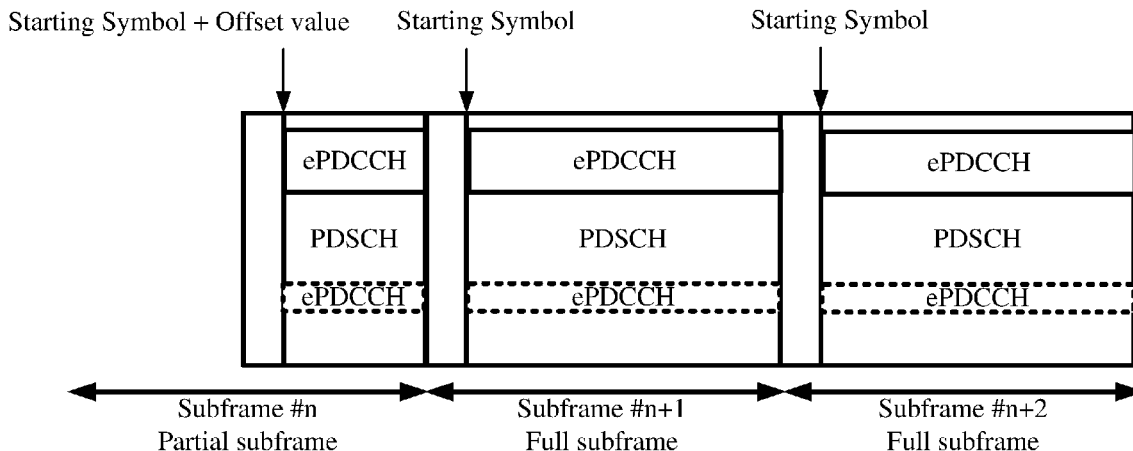 Starting Symbol + Offset value Starting Symbol Starting Symbol
ePDCCH ePDCCH ePDCCH
PDSCH PDSCH PDSCH
ePDCCH ePDCCH ePDCCH
Subframe #n Subframe #n+1 Subframe #n+2
Partial subframe Full subframe Full subframe